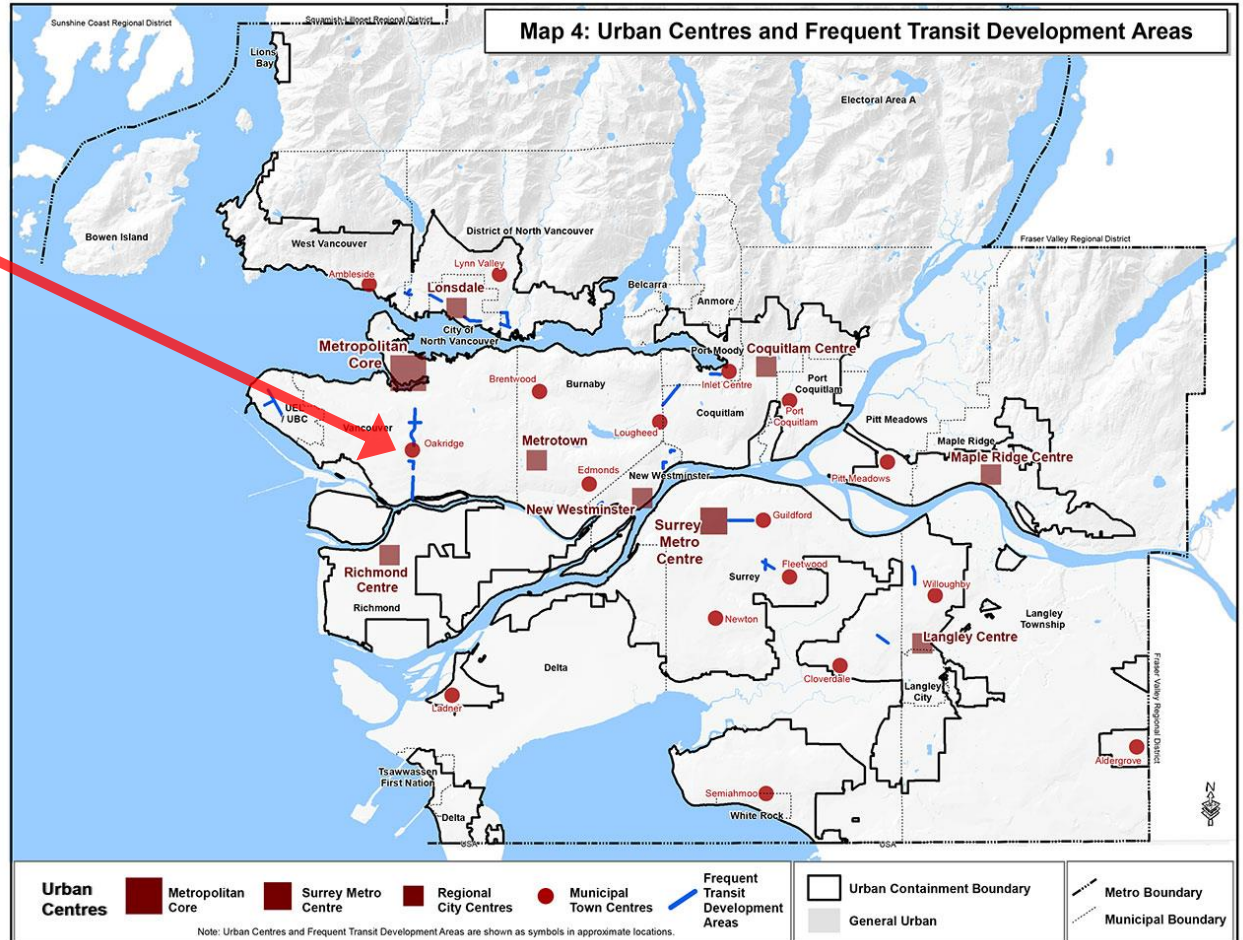 Sunshine Coast Regional District
Squamish-Lillooet Regional District
Map 4: Urban Centres and Frequent Transit Development Areas
Lions
Bay
Electoral Area A
Bowen Island
West Vancouver
District of North Vancouver
Fraser Valley Regional District
Ambleside
Lynn Valley
Lonsdale
Belcarra
Anmore
City of
North Vancouver
Metropolitan
Core
Port Moody
Coquitlam Centre
Inlet Centre
Brentwood
Burnaby
Port
Coquitlam
UEL
/ UBC
Vancouver
Coquitlam
Port
Coquitlam
Pitt Meadows
Oakridge
Metrotown
Lougheed
Maple Ridge
Maple Ridge Centre
Edmonds
New Westminster
Pitt Meadows
New Westminster
Surrey
Metro
Centre
Guildford
Richmond
Centre
Fleetwood
Surrey
Richmond
Willoughby
Langley
Township
Newton
Langley Centre
Delta
Cloverdale
Langley
City
Ladner
Fraser Valley Regional District
Aldergrove
Tsawwassen
First Nation
Semiahmoo
White Rock
Delta
N
USA
USA
Urban
Centres
Metropolitan
Core
Surrey Metro
Centre
Regional
City Centres
Municipal
Town Centres
Frequent
Transit
Development
Areas
Urban Containment Boundary
General Urban
Metro Boundary
Municipal Boundary
Note: Urban Centres and Frequent Transit Development Areas are shown as symbols in approximate locations.